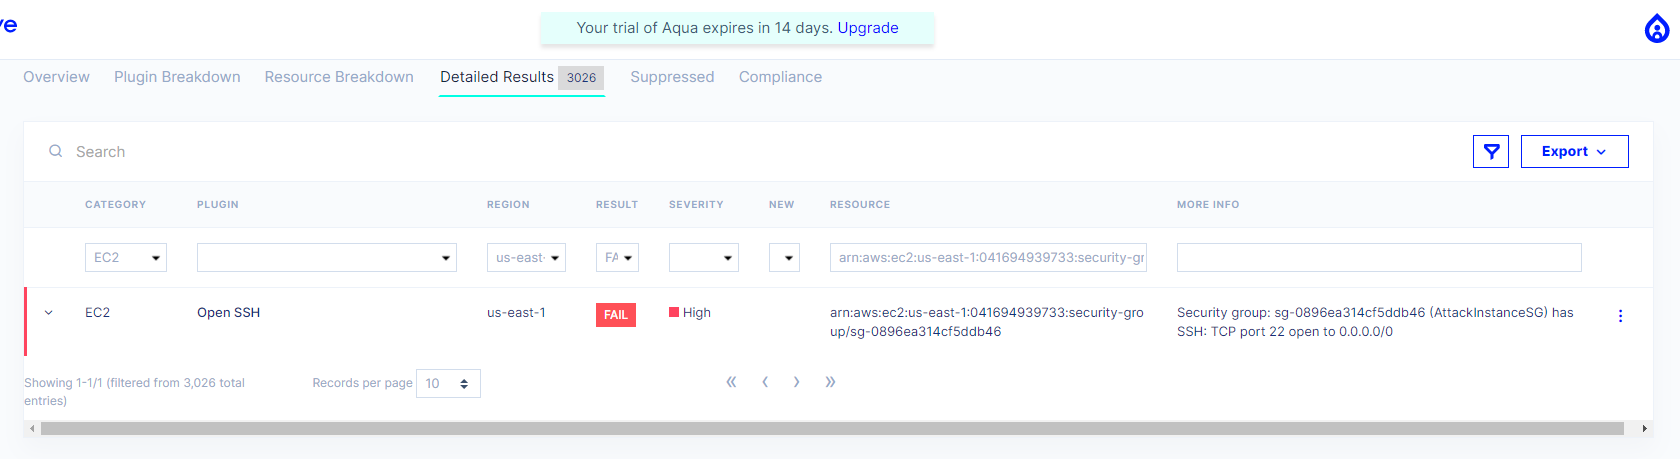 ve
Your trial of Aqua expires in 14 days. Upgrade
Overview Plugin Breakdown Resource Breakdown Detailed Results 3026 Suppressed Compliance
Search
Export
CATEGORY PLUGIN REGION RESULT SEVERITY NEW RESOURCE MORE INFO
EC2 us-east- FA arn:aws:ec2:us-east-1:041694939733:security-gr
EC2 Open SSH us-east-1 FAIL High arn:aws:ec2:us-east-1:041694939733:security-gro Security group: sg-0896ea314cf5ddb46 (AttackInstanceSG) has
up/sg-0896ea314cf5ddb46 SSH: TCP port 22 open to 0.0.0.0/0
Showing 1-1/1 (filtered from 3,026 total Records per page 10
entries)